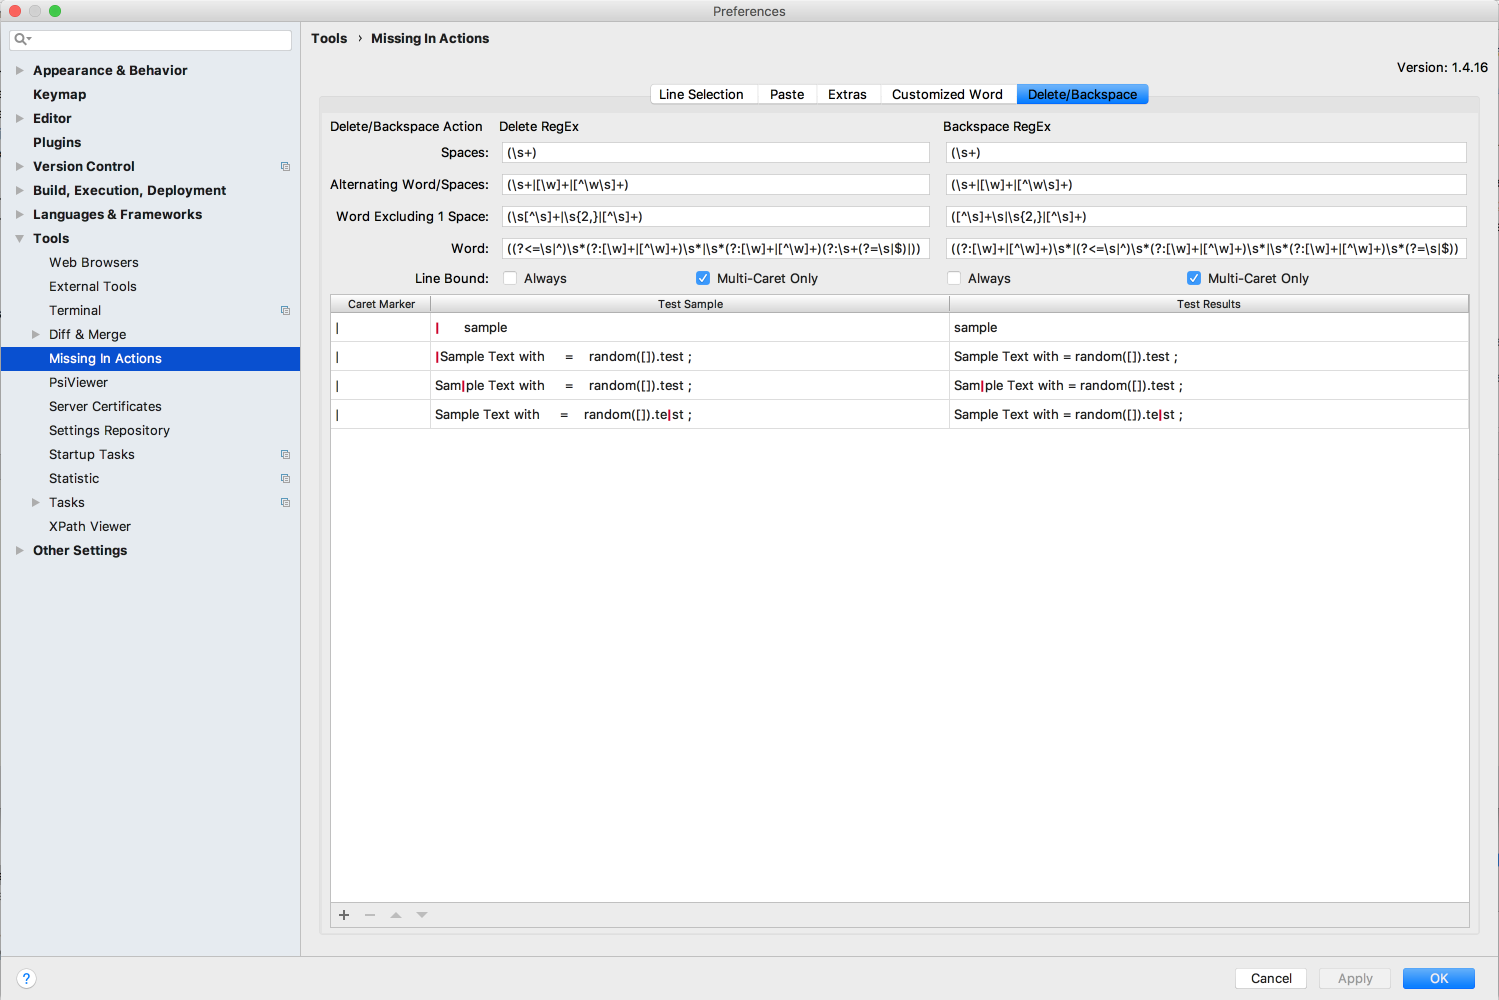 Preferences
Tools › Missing In Actions
Version: 1.4.16
Appearance & Behavior
Keymap
Editor
Plugins
Version Control
Build, Execution, Deployment
Languages & Frameworks
Tools
Web Browsers
External Tools
Terminal
Diff & Merge
Missing In Actions
PsiViewer
Server Certificates
Settings Repository
Startup Tasks
Statistic
Tasks
XPath Viewer
Other Settings
Line Selection Paste Extras Customized Word Delete/Backspace
Delete/Backspace Action Delete RegEx Backspace RegEx
Spaces: (\s+) (\s+)
Alternating Word/Spaces: (\s+|[\w]+|[^\w\s]+) (\s+|[\w]+|[^\w\s]+)
Word Excluding 1 Space: (\s[^\s]+|\s{2,}|[^\s]+) ([^\s]+\s|\s{2,}|[^\s]+)
Word: ((?<=\s|^)\s*(?:[\w]+|[^\w]+)\s*|\s*(?:[\w]+|[^\w]+)(?:\s+(?=\s|$)|)) ((?:[\w]+|[^\w]+)\s*|(?<=\s|^)\s*(?:[\w]+|[^\w]+)\s*|\s*(?:[\w]+|[^\w]+)\s*(?=\s|$))
Line Bound: Always Multi-Caret Only Always Multi-Caret Only
Caret Marker Test Sample Test Results
| | sample sample
| |Sample Text with = random([]).test ; Sample Text with = random([]).test ;
| Sam|ple Text with = random([]).test ; Sam|ple Text with = random([]).test ;
| Sample Text with = random([]).te|st ; Sample Text with = random([]).te|st ;
? Cancel Apply OK